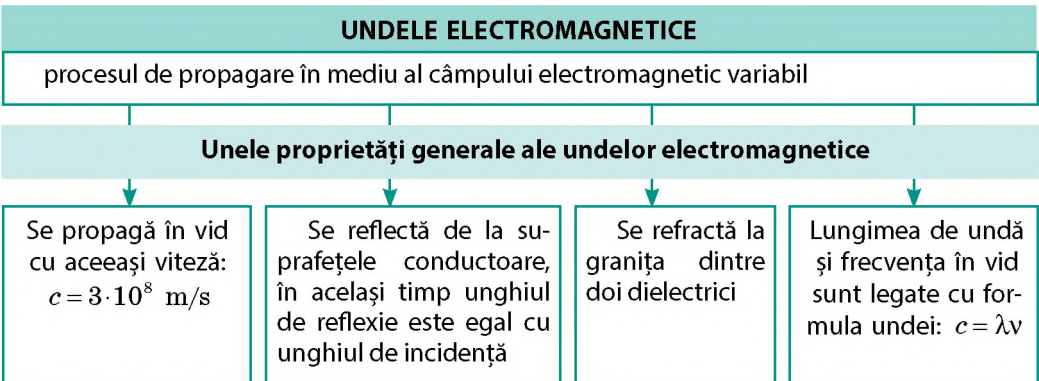 UNDELE ELECTROMAGNETICE
procesul de propagare în mediu al câmpului electromagnetic variabil
Unele proprietăți generale ale undelor electromagnetice
Se propagă în vid
cu aceeași viteză:
c = 3·10⁸ m/s
Se reflectă de la su-
prafețele conductoare,
în același timp unghiul
de reflexie este egal cu
unghiul de incidență
Se refractă la
granița dintre
doi dielectrici
Lungimea de undă
și frecvența în vid
sunt legate cu for-
mula undei: c = λν